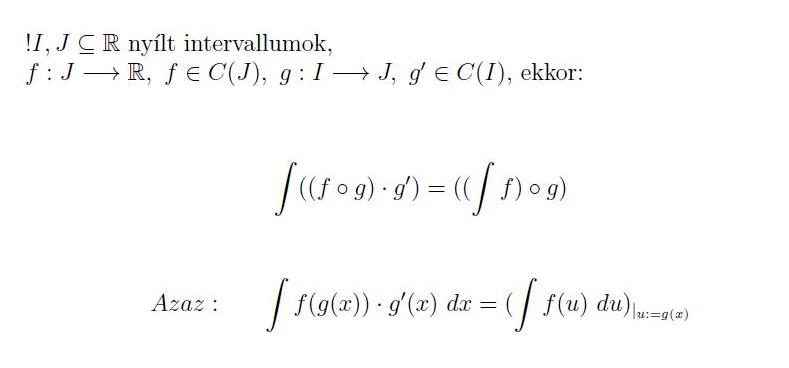 !I, J ⊆ ℝ nyílt intervallumok,
f : J ⟶ ℝ, f ∈ C(J), g : I ⟶ J, g′ ∈ C(I), ekkor:
∫((f ∘ g) · g′) = ((∫ f) ∘ g)
Azaz : ∫ f(g(x)) · g′(x) dx = (∫ f(u) du)|u:=g(x)